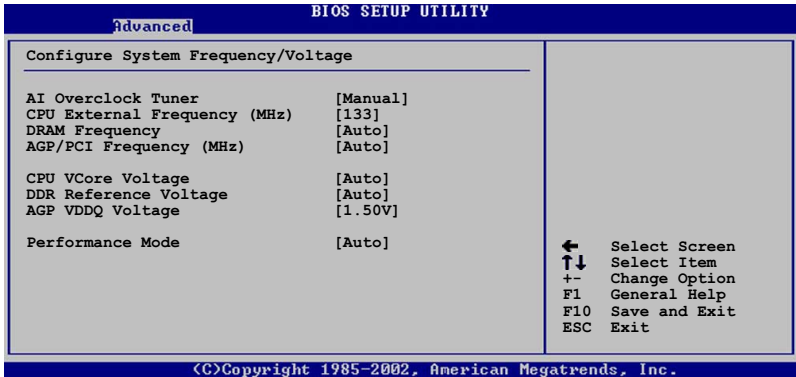 BIOS SETUP UTILITY
Advanced
Configure System Frequency/Voltage
AI Overclock Tuner [Manual]
CPU External Frequency (MHz) [133]
DRAM Frequency [Auto]
AGP/PCI Frequency (MHz) [Auto]
CPU VCore Voltage [Auto]
DDR Reference Voltage [Auto]
AGP VDDQ Voltage [1.50V]
Performance Mode [Auto]
← Select Screen
↑↓ Select Item
+- Change Option
F1 General Help
F10 Save and Exit
ESC Exit
(C)Copyright 1985-2002, American Megatrends, Inc.